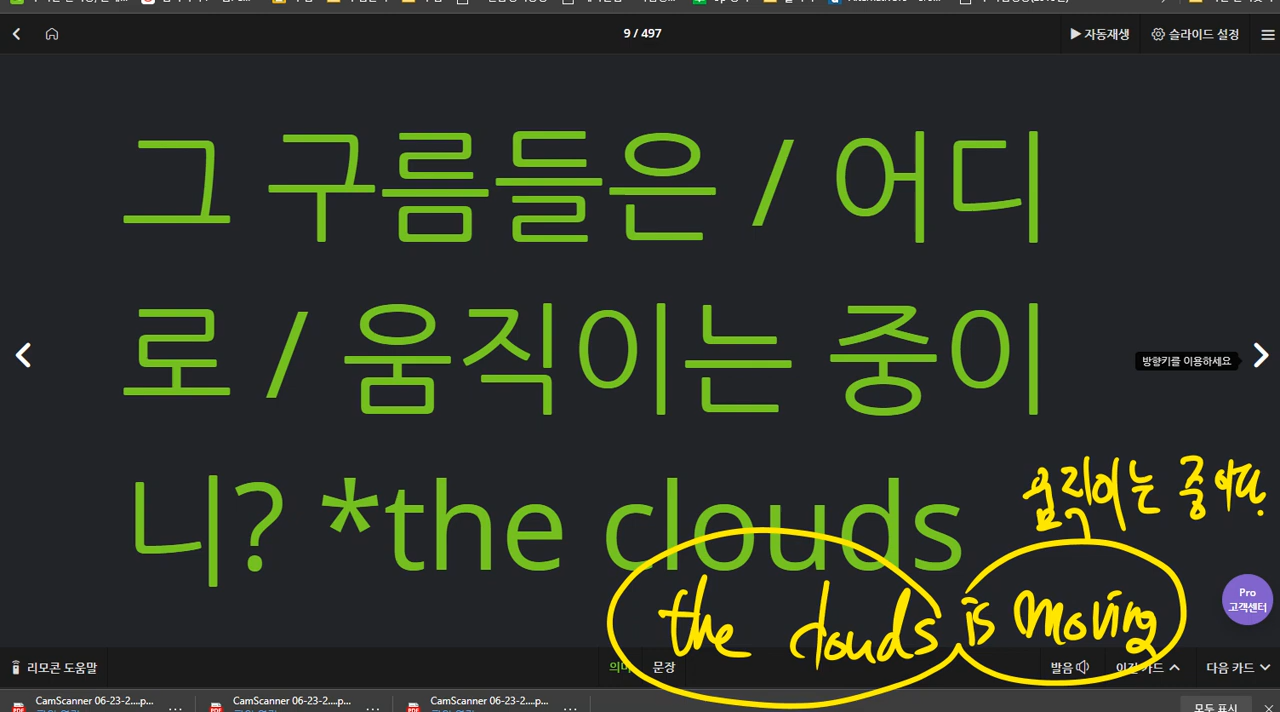 9 / 497
▶ 자동재생
슬라이드 설정
그 구름들은 / 어디
로 / 움직이는 중이
방향키를 이용하세요
니? *the clouds
움직이는 중이다.
the clouds is moving
Pro
고객센터
리모콘 도움말
문장
발음
다음 카드
CamScanner 06-23-2....p...
CamScanner 06-23-2....p...
CamScanner 06-23-2....p...
모두 표시